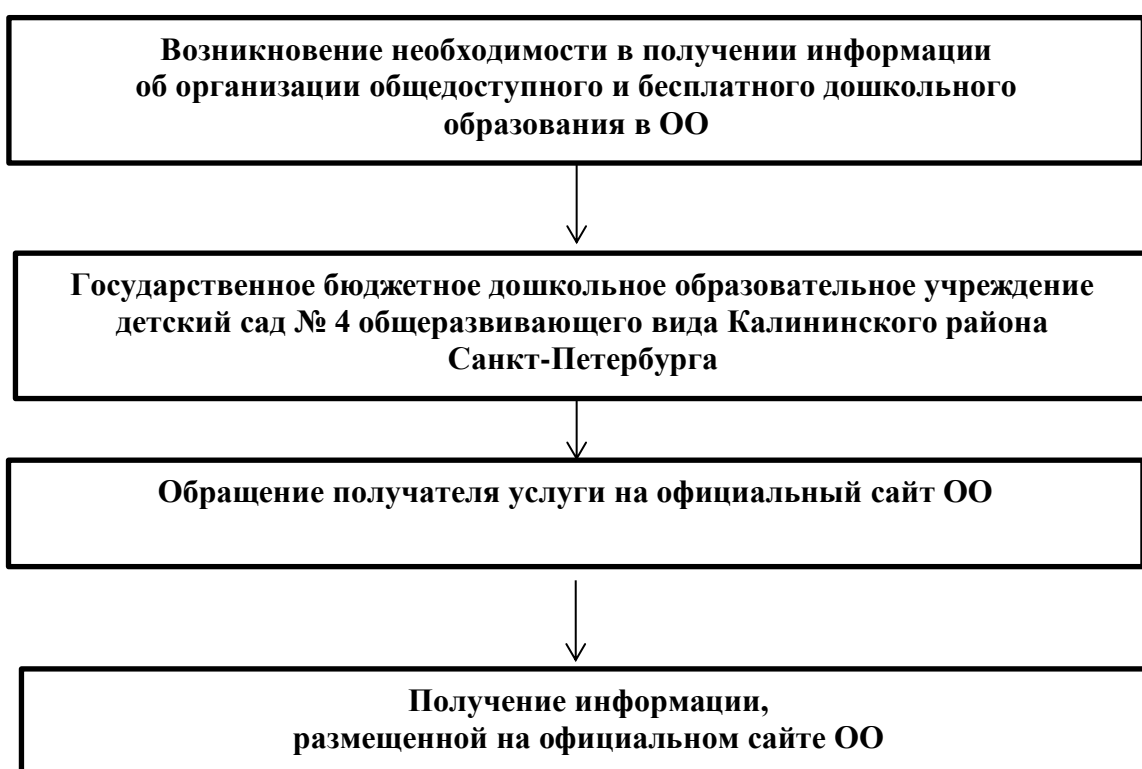 Возникновение необходимости в получении информации
об организации общедоступного и бесплатного дошкольного
образования в ОО
Государственное бюджетное дошкольное образовательное учреждение
детский сад № 4 общеразвивающего вида Калининского района
Санкт-Петербурга
Обращение получателя услуги на официальный сайт ОО
Получение информации,
размещенной на официальном сайте ОО